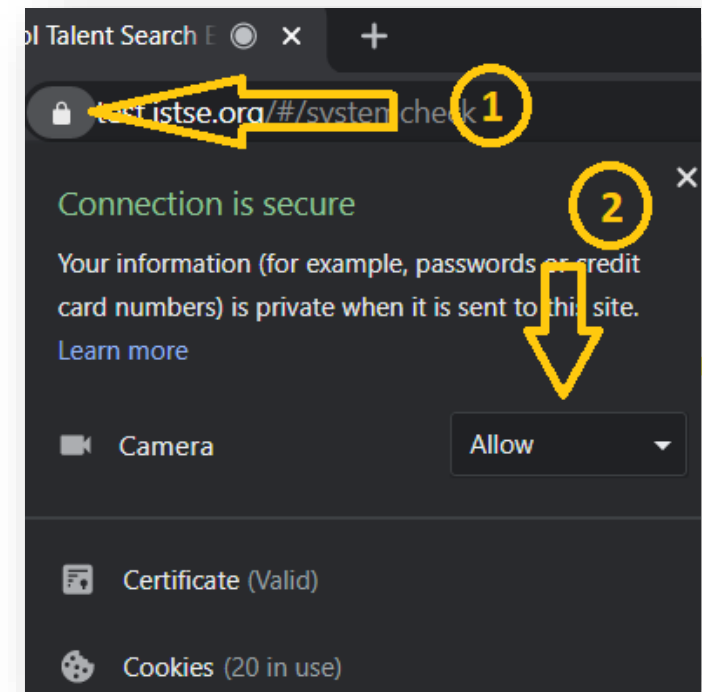 ol Talent Search E
test.istse.org/#/systemcheck
1
Connection is secure
2
Your information (for example, passwords or credit
card numbers) is private when it is sent to this site.
Learn more
Camera
Allow
Certificate (Valid)
Cookies (20 in use)